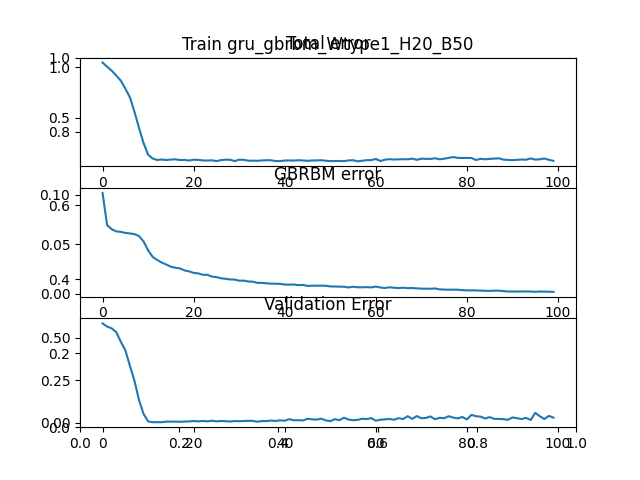 Train gru_gbrbm_Wtype1_H20_B50
Total error
1.0
1.0
0.5
0.8
0 20 40 60 80 100
GBRBM error
0.10
0.6
0.05
0.4
0.00
0 20 40 60 80 100
Validation Error
0.50
0.2
0.25
0.00
0.0
0 20 40 60 80 100
0.0 0.2 0.4 0.6 0.8 1.0